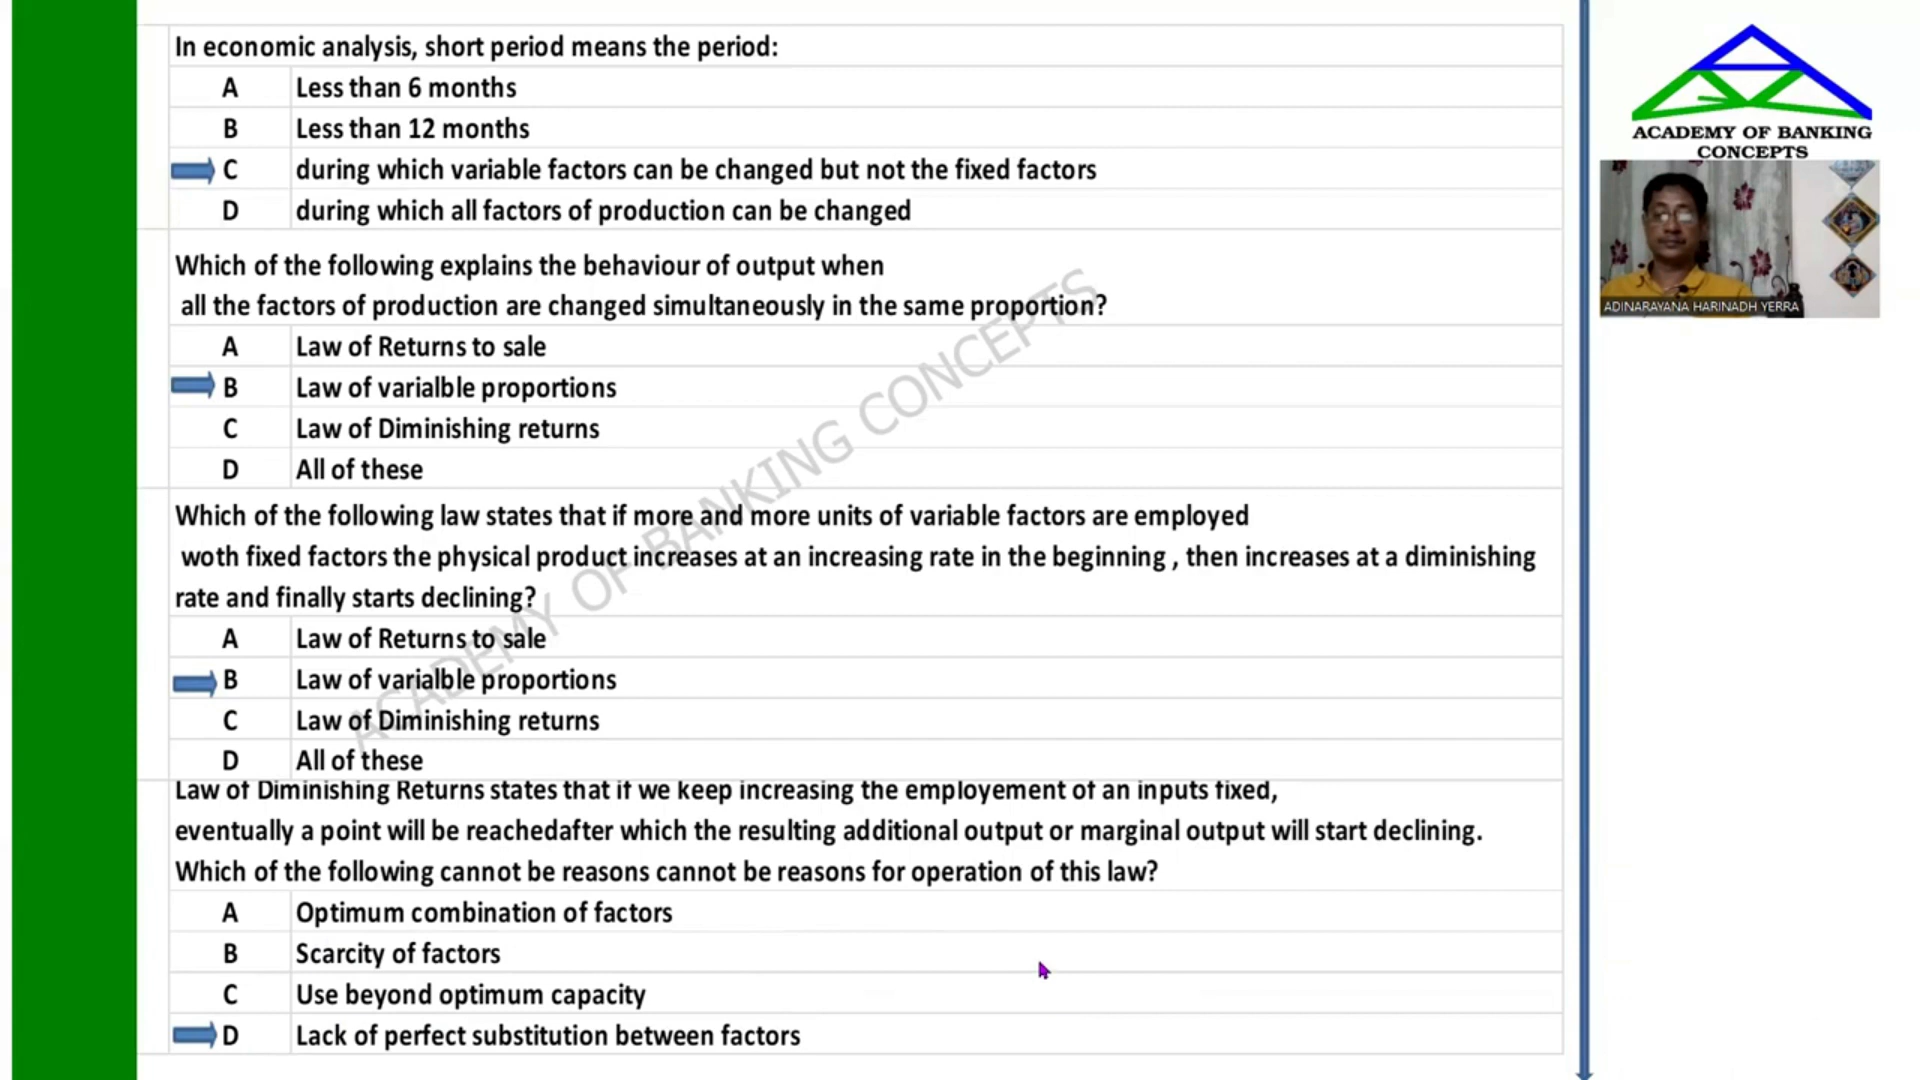 In economic analysis, short period means the period:
A Less than 6 months
B Less than 12 months
C during which variable factors can be changed but not the fixed factors
D during which all factors of production can be changed
Which of the following explains the behaviour of output when
all the factors of production are changed simultaneously in the same proportion?
A Law of Returns to sale
B Law of varialble proportions
C Law of Diminishing returns
D All of these
Which of the following law states that if more and more units of variable factors are employed
woth fixed factors the physical product increases at an increasing rate in the beginning , then increases at a diminishing
rate and finally starts declining?
A Law of Returns to sale
B Law of varialble proportions
C Law of Diminishing returns
D All of these
Law of Diminishing Returns states that if we keep increasing the employement of an inputs fixed,
eventually a point will be reachedafter which the resulting additional output or marginal output will start declining.
Which of the following cannot be reasons cannot be reasons for operation of this law?
A Optimum combination of factors
B Scarcity of factors
C Use beyond optimum capacity
D Lack of perfect substitution between factors
ACADEMY OF BANKING CONCEPTS
ACADEMY OF BANKING
CONCEPTS
ADINARAYANA HARINADH YERRA